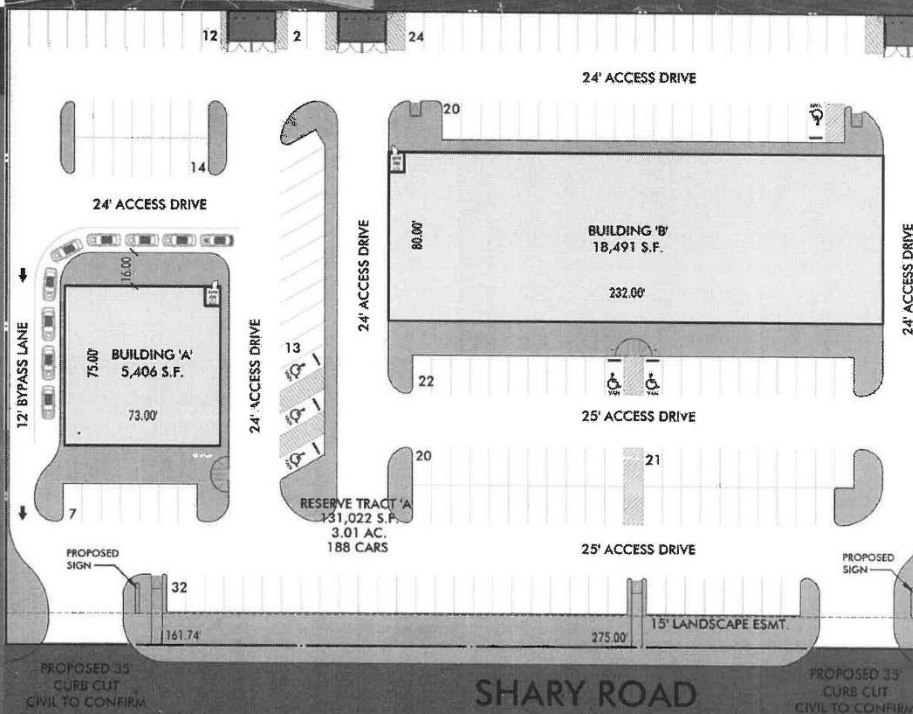 12
2
24
24' ACCESS DRIVE
20
14
24' ACCESS DRIVE
16.00
12' BYPASS LANE
75.00'
BUILDING 'A'
5,406 S.F.
73.00'
24' ACCESS DRIVE
13
24' ACCESS DRIVE
80.00'
BUILDING 'B'
18,491 S.F.
232.00'
24' ACCESS DRIVE
22
VAN
VAN
25' ACCESS DRIVE
20
21
7
RESERVE TRACT 'A
131,022 S.F.
3.01 AC.
188 CARS
25' ACCESS DRIVE
PROPOSED
SIGN
32
PROPOSED
SIGN
161.74'
275.00'
15' LANDSCAPE ESMT.
PROPOSED 35'
CURB CUT
CIVIL TO CONFIRM
SHARY ROAD
PROPOSED 35'
CURB CUT
CIVIL TO CONFIRM